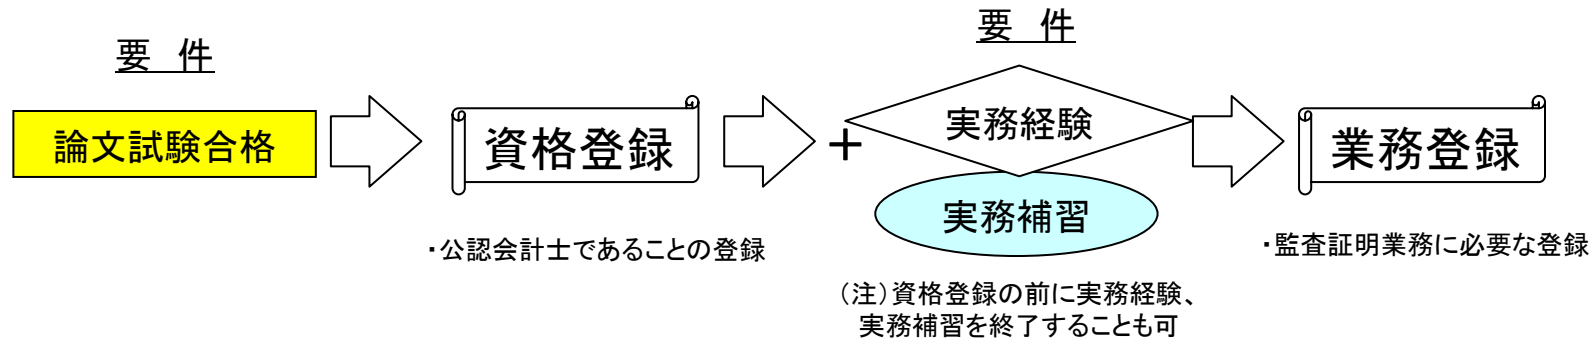 要　件
論文試験合格
資格登録
・公認会計士であることの登録
要　件
+
実務経験
実務補習
（注）資格登録の前に実務経験、
実務補習を終了することも可
業務登録
・監査証明業務に必要な登録